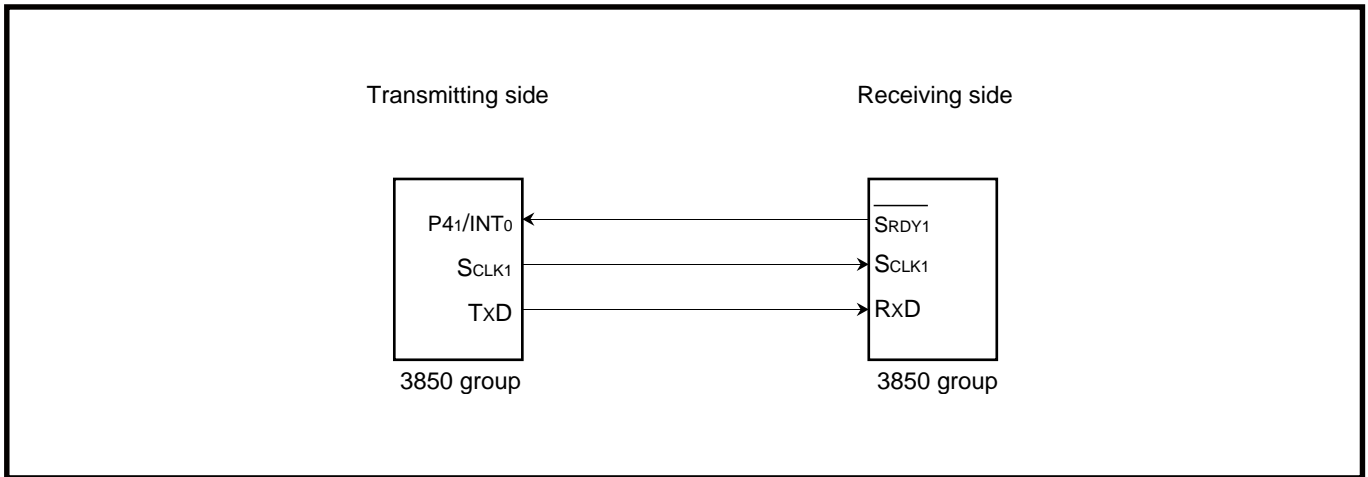 Transmitting side
Receiving side
P41/INT0
SCLK1
TXD
SRDY1
SCLK1
RXD
3850 group
3850 group